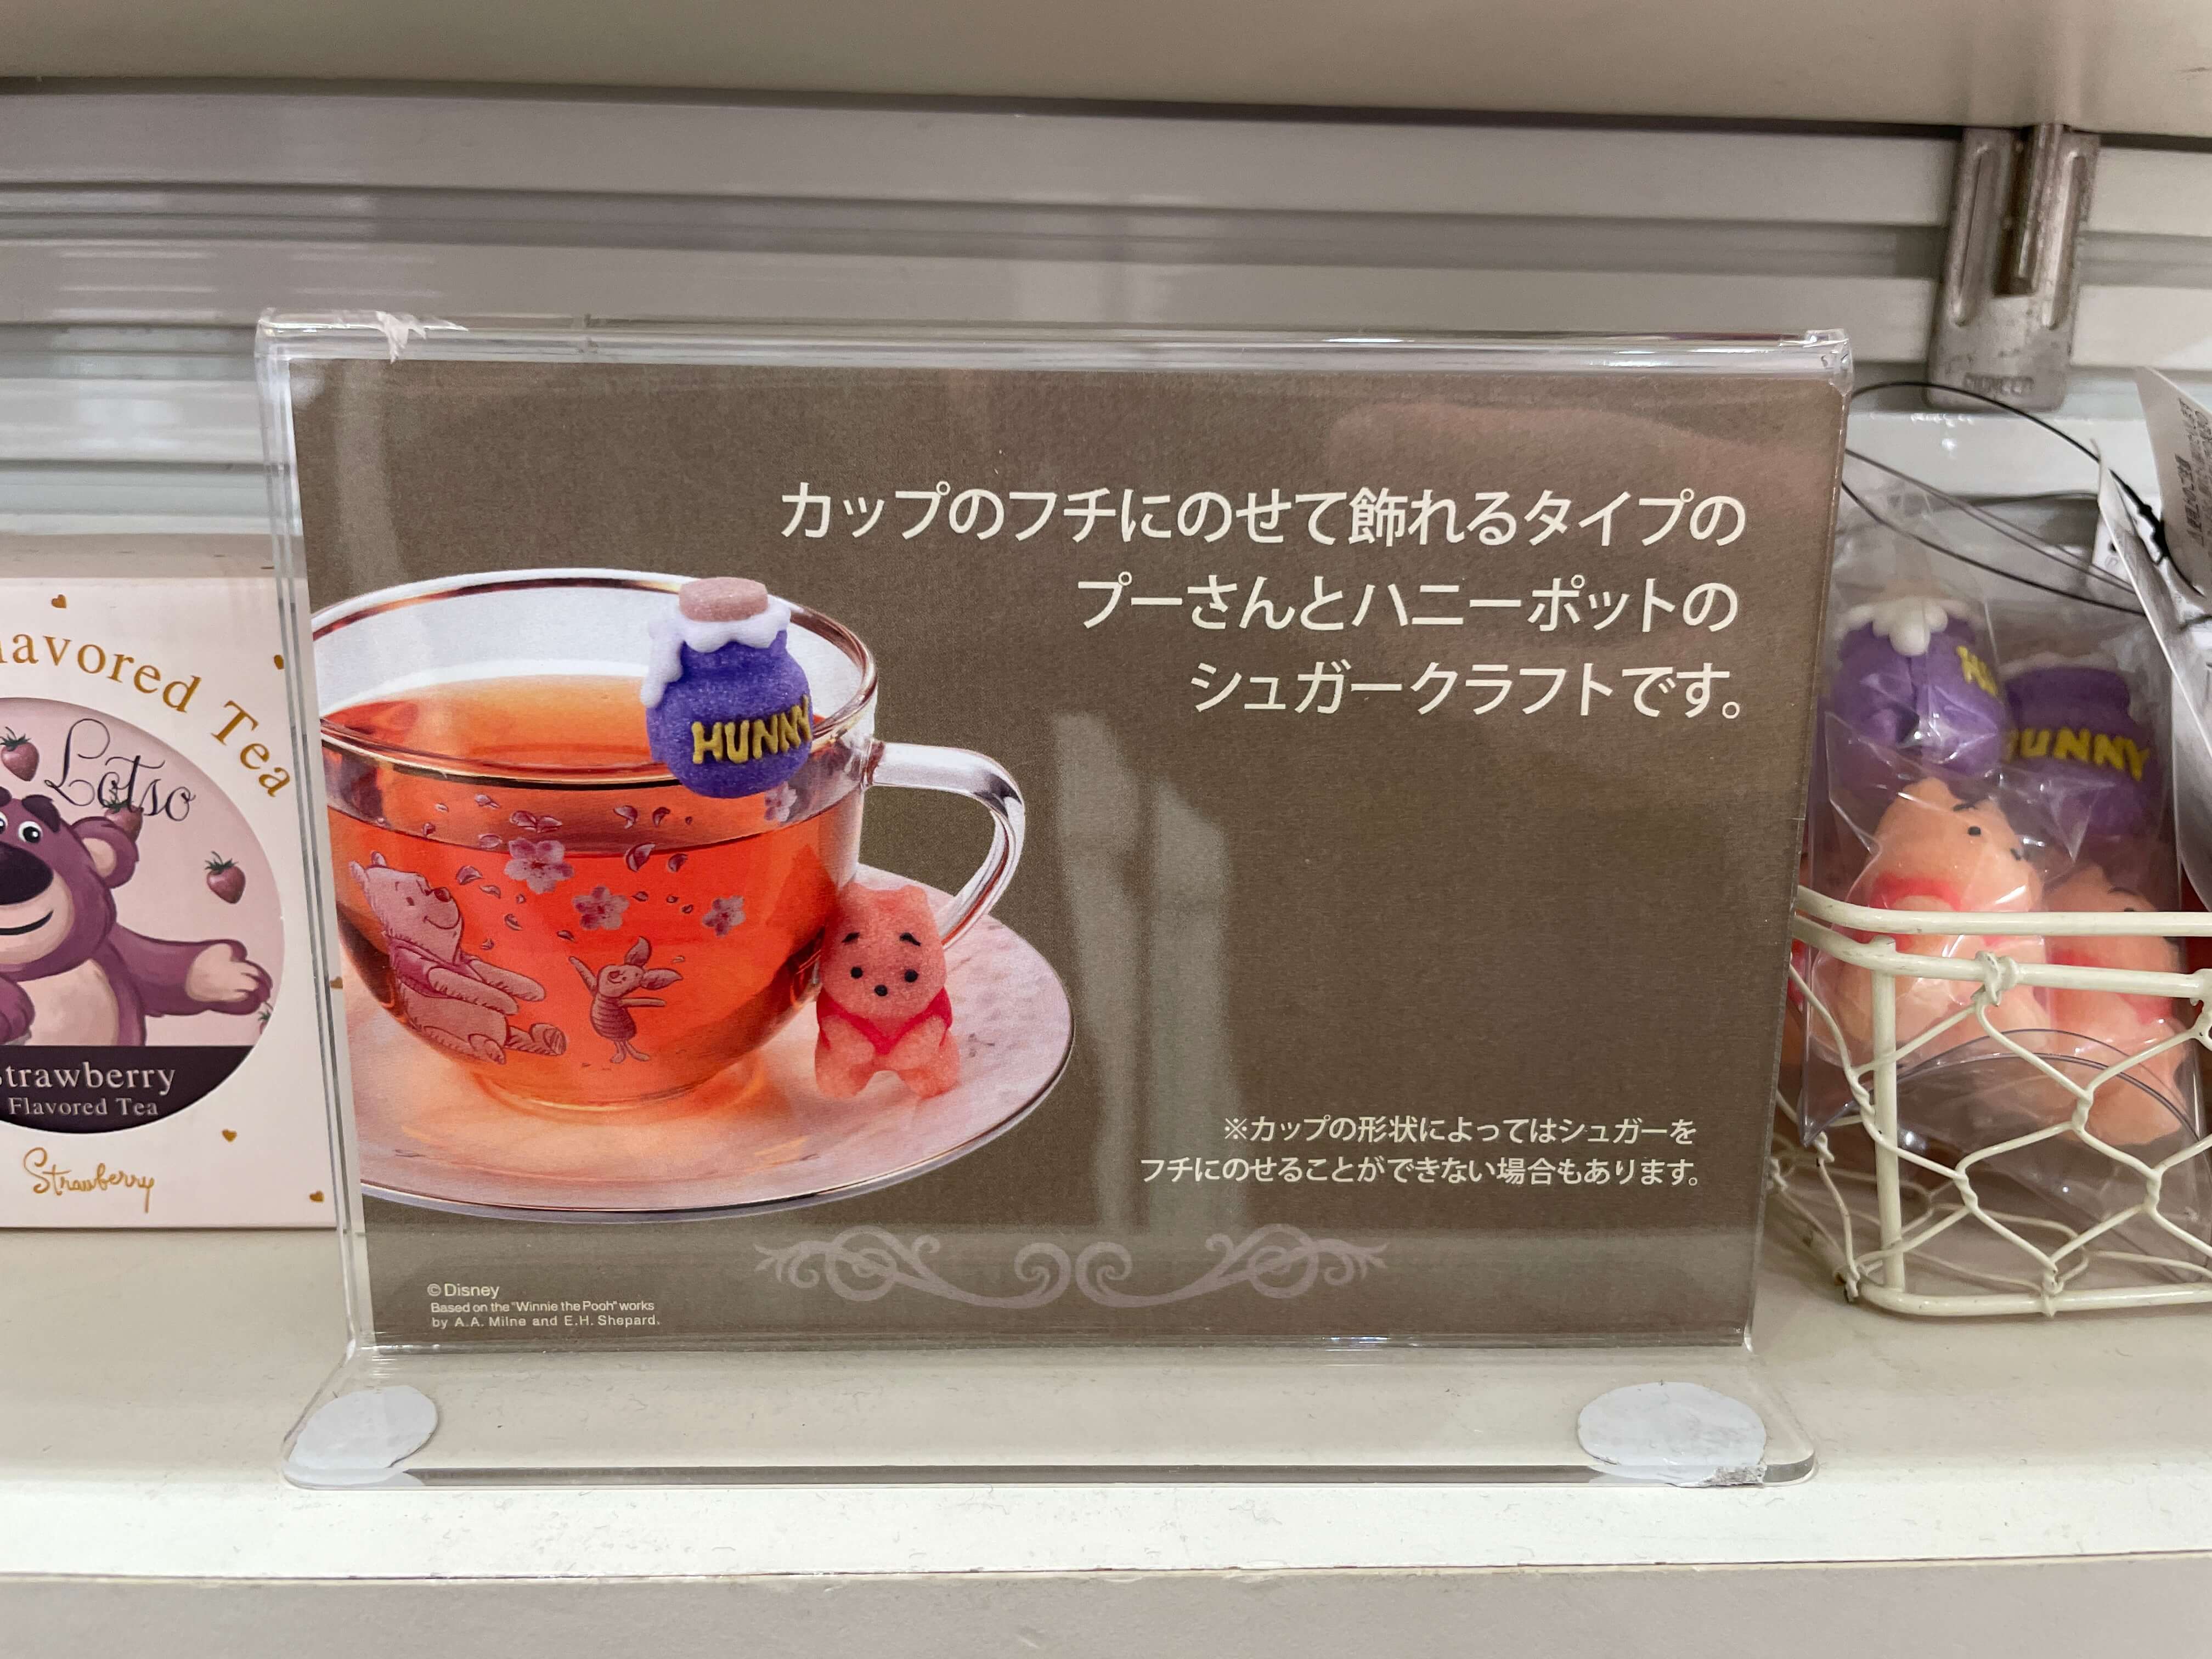 カップのフチにのせて飾れるタイプの
プーさんとハニーポットの
シュガークラフトです。
HUNNY
※カップの形状によってはシュガーを
フチにのせることができない場合もあります。
©Disney
Based on the "Winnie the Pooh" works
by A.A. Milne and E.H. Shepard.
Tea
Lotso
Flavored Tea
Strawberry
HUNNY